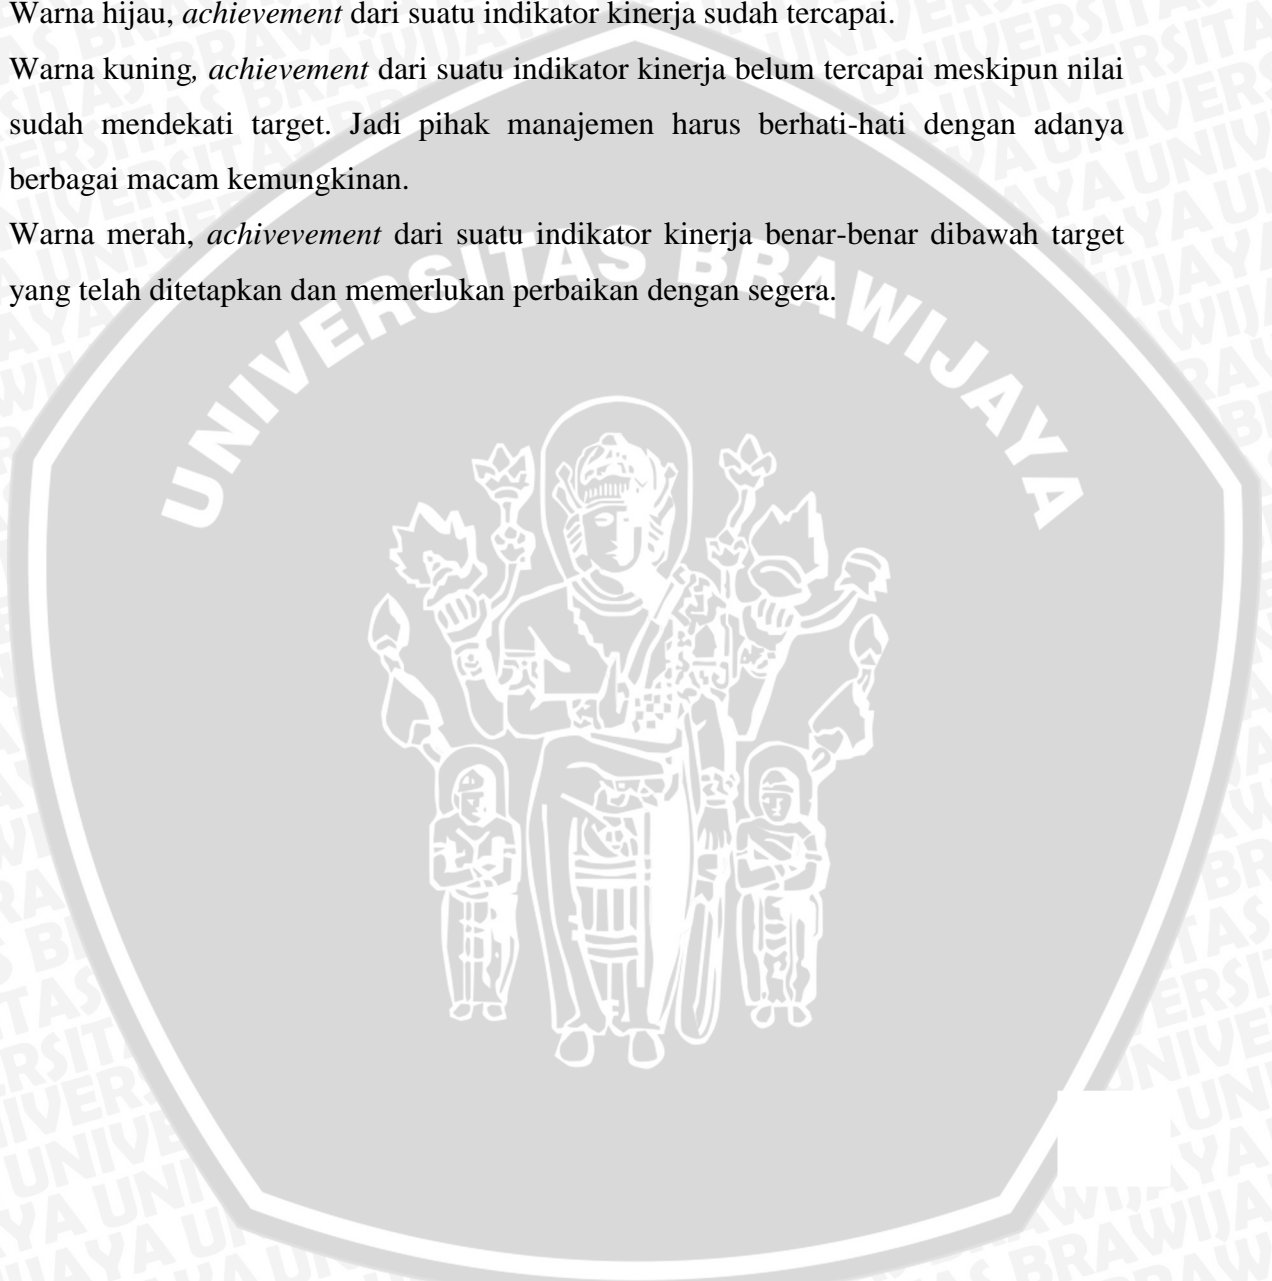 Warna hijau, achievement dari suatu indikator kinerja sudah tercapai.
Warna kuning, achievement dari suatu indikator kinerja belum tercapai meskipun nilai
sudah mendekati target. Jadi pihak manajemen harus berhati-hati dengan adanya
berbagai macam kemungkinan.
Warna merah, achivevement dari suatu indikator kinerja benar-benar dibawah target
yang telah ditetapkan dan memerlukan perbaikan dengan segera.
UNIVERSITAS BRAWIJAYA